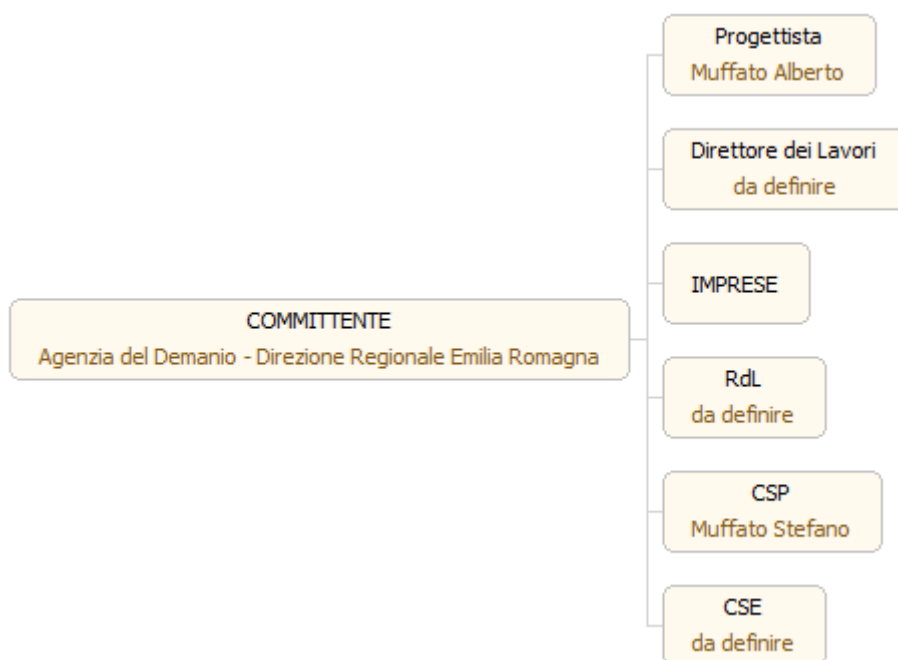 Progettista
Muffato Alberto
Direttore dei Lavori
da definire
IMPRESE
COMMITTENTE
Agenzia del Demanio - Direzione Regionale Emilia Romagna
RdL
da definire
CSP
Muffato Stefano
CSE
da definire